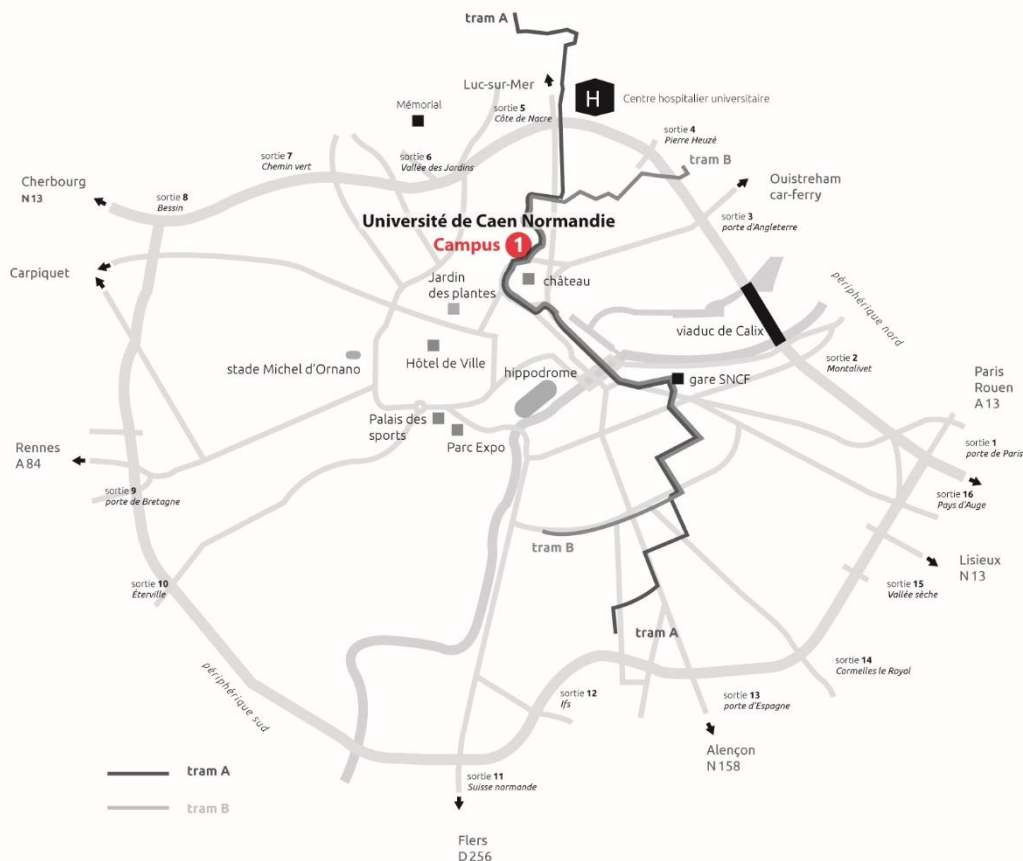 tram A
Luc-sur-Mer
H
Centre hospitalier universitaire
Mémorial
sortie 5
Côte de Nacre
sortie 4
Pierre Heuzé
sortie 7
Chemin vert
sortie 6
Vallée des Jardins
tram B
Cherbourg
N 13
sortie 8
Bessin
Ouistreham
car-ferry
Université de Caen Normandie
Campus 1
sortie 3
porte d'Angleterre
Carpiquet
Jardin
des plantes
château
périphérique nord
viaduc de Calix
stade Michel d'Ornano
Hôtel de Ville
hippodrome
gare SNCF
sortie 2
Montalivet
Paris
Rouen
A 13
Palais des
sports
Parc Expo
Rennes
A 84
sortie 1
porte de Paris
sortie 9
porte de Bretagne
sortie 16
Pays d'Auge
tram B
Lisieux
N 13
sortie 10
Éterville
sortie 15
Vallée sèche
tram A
sortie 14
Cormelles le Royal
périphérique sud
sortie 12
Ifs
sortie 13
porte d'Espagne
Alençon
N 158
tram A
sortie 11
Suisse normande
tram B
Flers
D 256